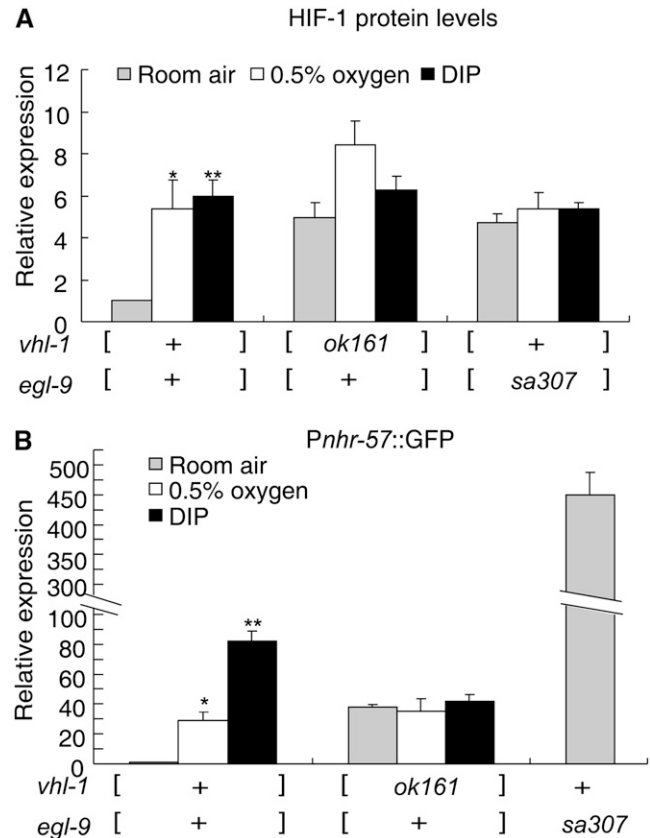 A
HIF-1 protein levels
Relative expression
12
10
8
6
4
2
0
Room air 0.5% oxygen DIP
* **
vhl-1 [ + ] [ ok161 ] [ + ]
egl-9 [ + ] [ + ] [ sa307 ]
B
Pnhr-57::GFP
Relative expression
500
450
400
350
300
100
80
60
40
20
0
Room air
0.5% oxygen
DIP
**
*
vhl-1 [ + ] [ ok161 ] +
egl-9 [ + ] [ + ] sa307